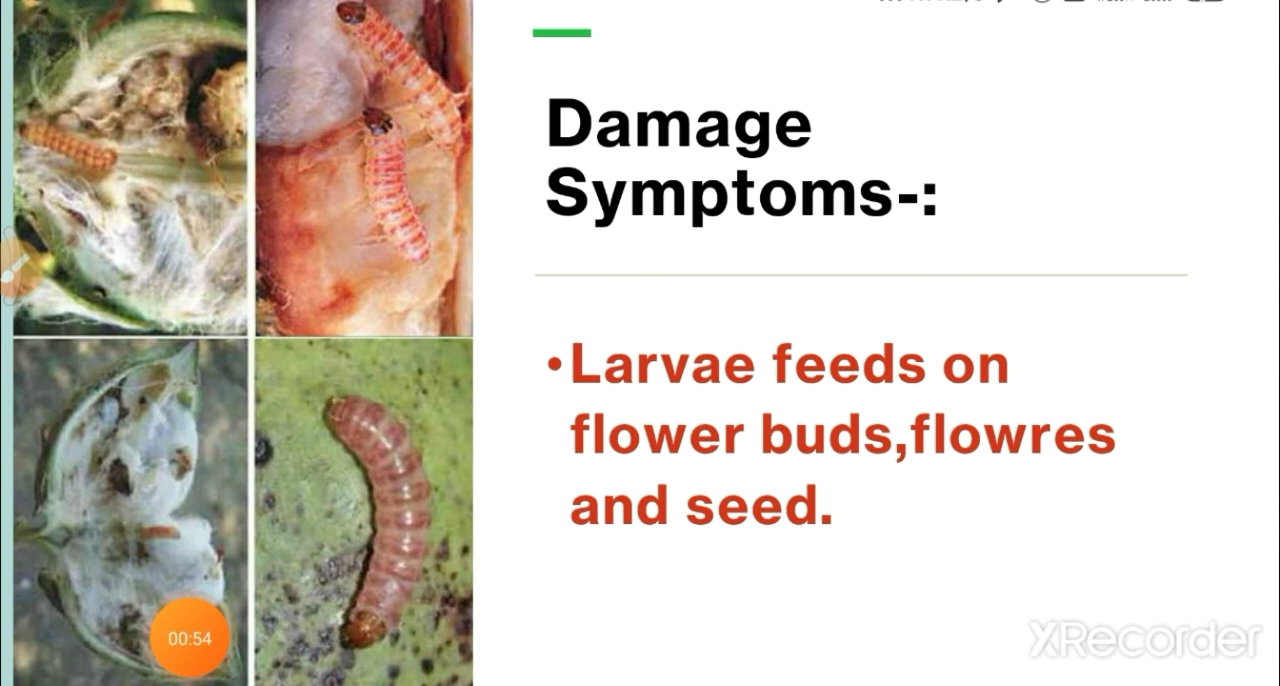 Damage
Symptoms-:
•Larvae feeds on
flower buds,flowres
and seed.
00:54
XRecorder